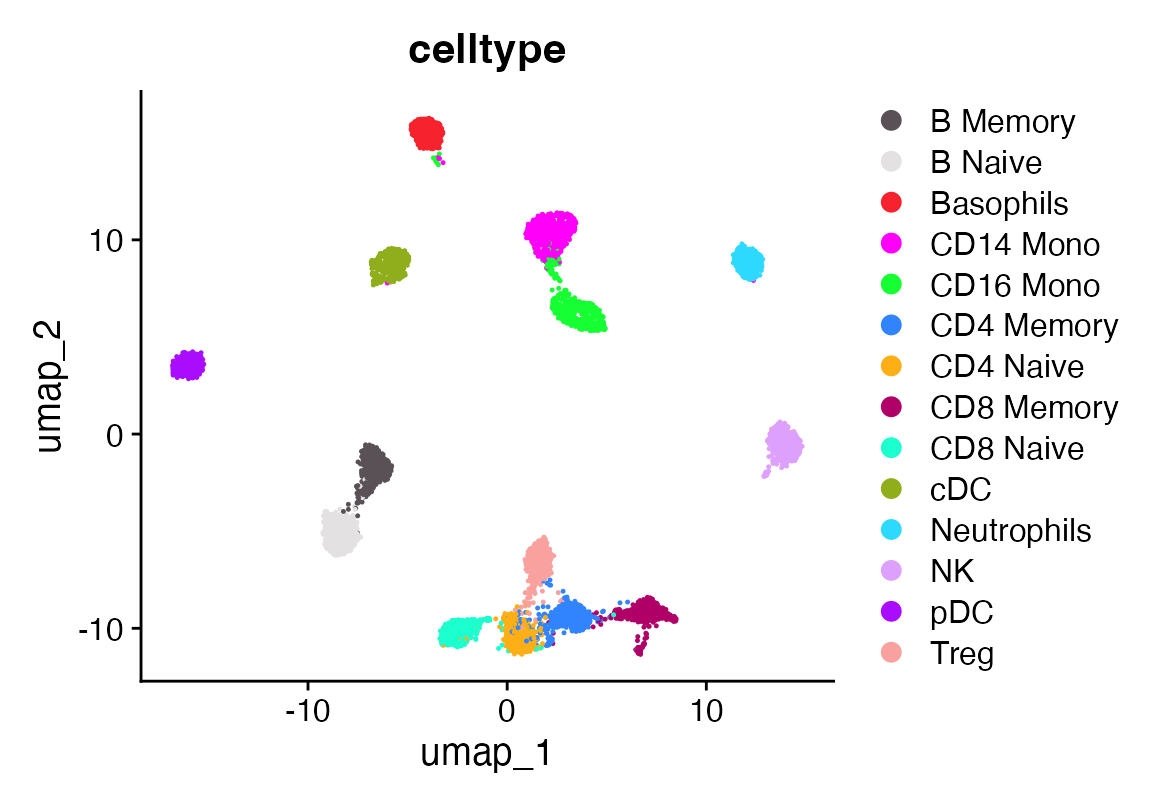 celltype
umap_2
10
0
-10
-10
0
10
umap_1
B Memory
B Naive
Basophils
CD14 Mono
CD16 Mono
CD4 Memory
CD4 Naive
CD8 Memory
CD8 Naive
cDC
Neutrophils
NK
pDC
Treg